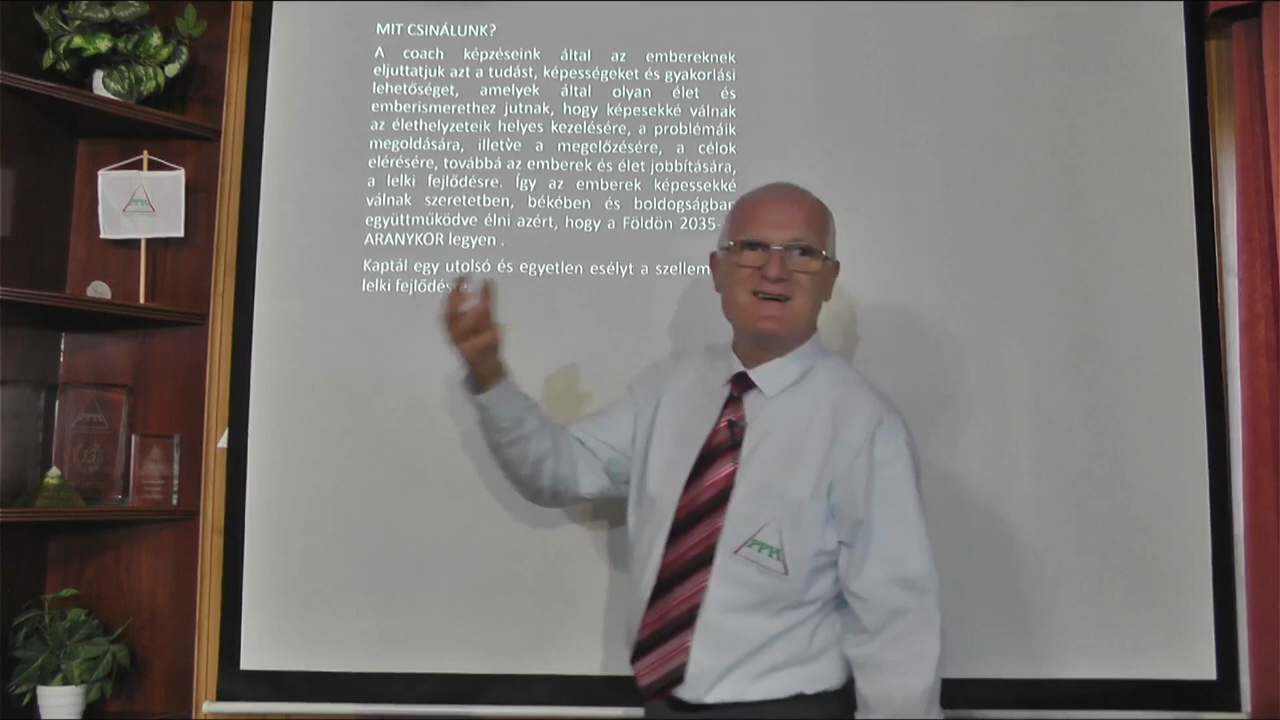 MIT CSINÁLUNK?
A coach képzéseink által az embereknek
eljuttatjuk azt a tudást, képességeket és gyakorlási
lehetőséget, amelyek által olyan élet és
emberismerethez jutnak, hogy képesekké válnak
az élethelyzeteik helyes kezelésére, a problémáik
megoldására, illetve a megelőzésére, a célok
elérésére, továbbá az emberek és élet jobbítására,
a lelki fejlődésre. Így az emberek képessekké
válnak szeretetben, békében és boldogságban
együttműködve élni azért, hogy a Földön 2035-
ARANYKOR legyen .
Kaptál egy utolsó és egyetlen esélyt a szellem
lelki fejlődés
PPK
13